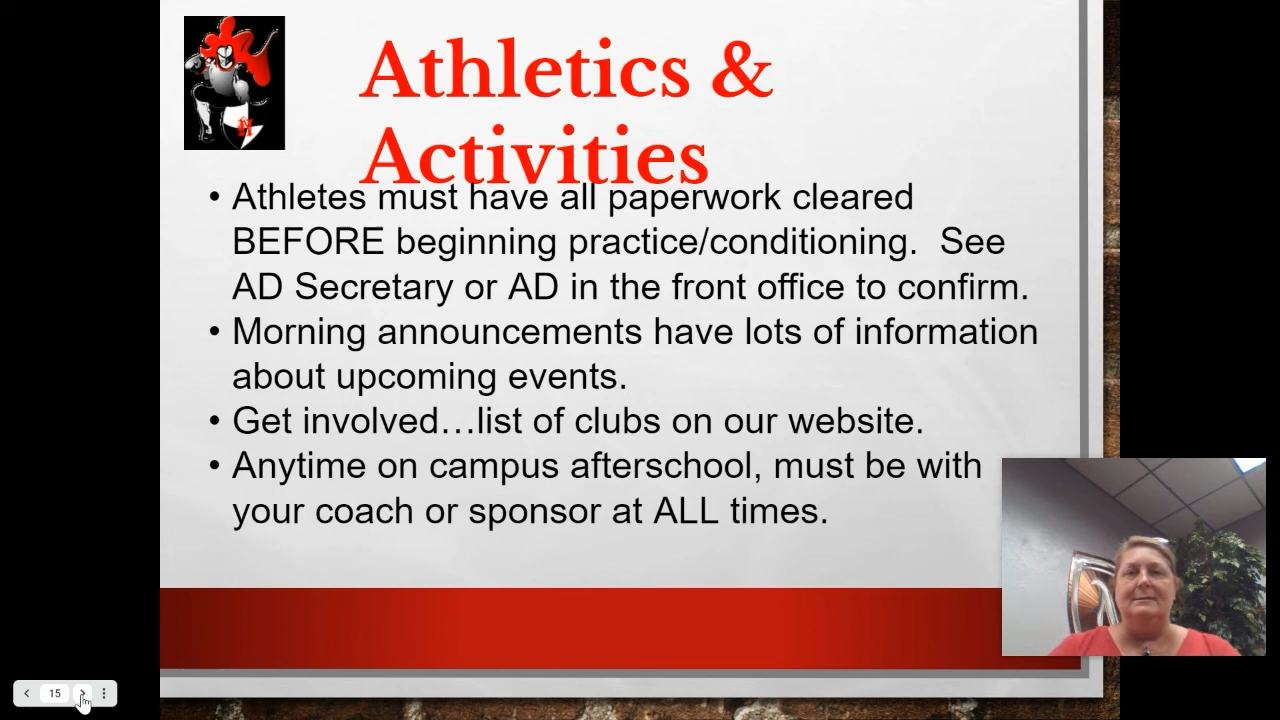 Athletics &
Activities
• Athletes must have all paperwork cleared
BEFORE beginning practice/conditioning.  See
AD Secretary or AD in the front office to confirm.
• Morning announcements have lots of information
about upcoming events.
• Get involved…list of clubs on our website.
• Anytime on campus afterschool, must be with
your coach or sponsor at ALL times.
15